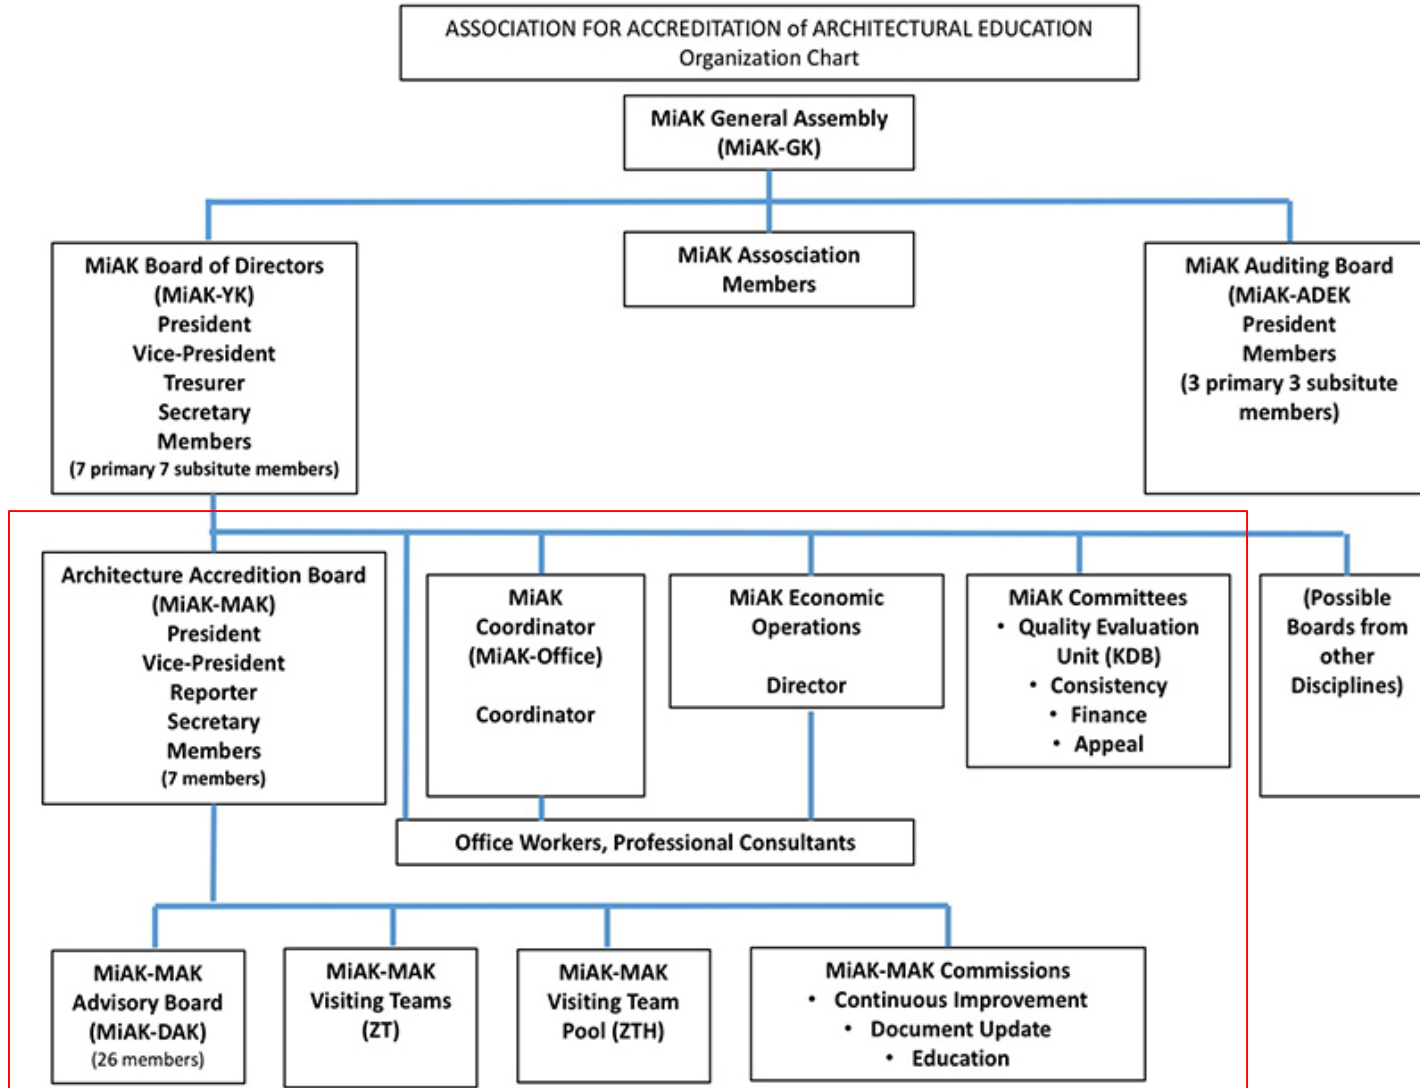 ASSOCIATION FOR ACCREDITATION of ARCHITECTURAL EDUCATION
Organization Chart
MiAK General Assembly
(MiAK-GK)
MiAK Board of Directors
(MiAK-YK)
President
Vice-President
Tresurer
Secretary
Members
(7 primary 7 subsitute members)
MiAK Assosciation
Members
MiAK Auditing Board
(MiAK-ADEK
President
Members
(3 primary 3 subsitute
members)
Architecture Accredition Board
(MiAK-MAK)
President
Vice-President
Reporter
Secretary
Members
(7 members)
MiAK
Coordinator
(MiAK-Office)
Coordinator
MiAK Economic
Operations
Director
MiAK Committees
• Quality Evaluation
Unit (KDB)
• Consistency
• Finance
• Appeal
(Possible
Boards from
other
Disciplines)
Office Workers, Professional Consultants
MiAK-MAK
Advisory Board
(MiAK-DAK)
(26 members)
MiAK-MAK
Visiting Teams
(ZT)
MiAK-MAK
Visiting Team
Pool (ZTH)
MiAK-MAK Commissions
• Continuous Improvement
• Document Update
• Education